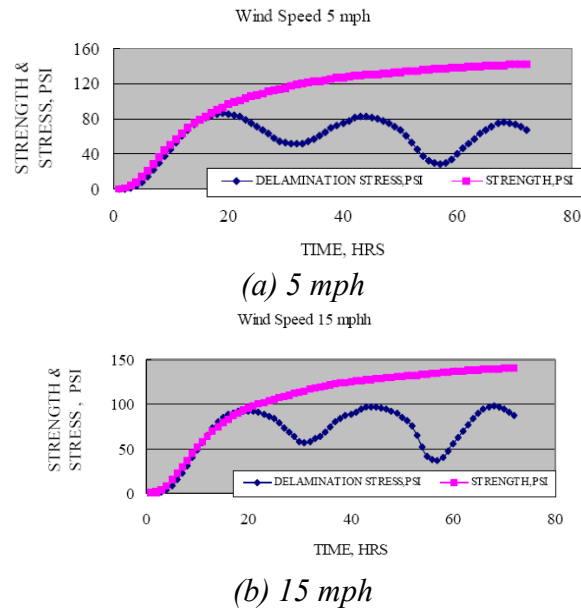 Wind Speed 5 mph
STRENGTH &
STRESS, PSI
160
120
80
40
0
0 20 40 60 80
DELAMINATION STRESS,PSI STRENGTH,PSI
TIME, HRS
(a) 5 mph
Wind Speed 15 mphh
STRENGTH &
STRESS , PSI
150
100
50
0
0 20 40 60 80
DELAMINATION STRESS,PSI STRENGTH,PSI
TIME, HRS
(b) 15 mph